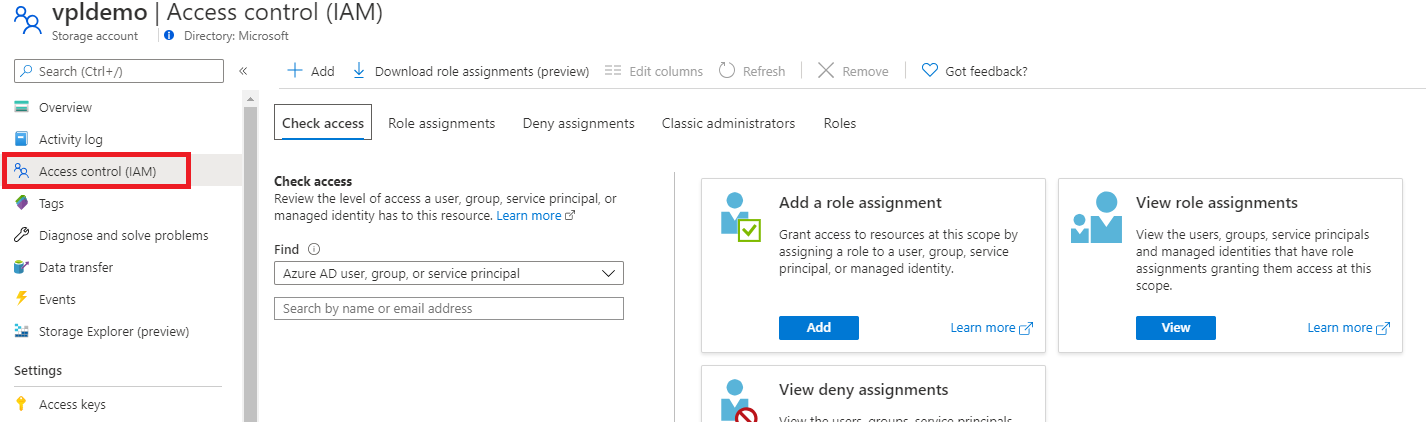 vpldemo | Access control (IAM)
Storage account
Directory: Microsoft
Search (Ctrl+/)
«
Overview
Activity log
Access control (IAM)
Tags
Diagnose and solve problems
Data transfer
Events
Storage Explorer (preview)
Settings
Access keys
Add
Download role assignments (preview)
Edit columns
Refresh
Remove
Got feedback?
Check access
Role assignments
Deny assignments
Classic administrators
Roles
Check access
Review the level of access a user, group, service principal, or
managed identity has to this resource. Learn more
Find
Azure AD user, group, or service principal
Search by name or email address
Add a role assignment
Grant access to resources at this scope by
assigning a role to a user, group, service
principal, or managed identity.
Add
Learn more
View role assignments
View the users, groups, service principals
and managed identities that have role
assignments granting them access at this
scope.
View
Learn more
View deny assignments
View the users, groups, service principals